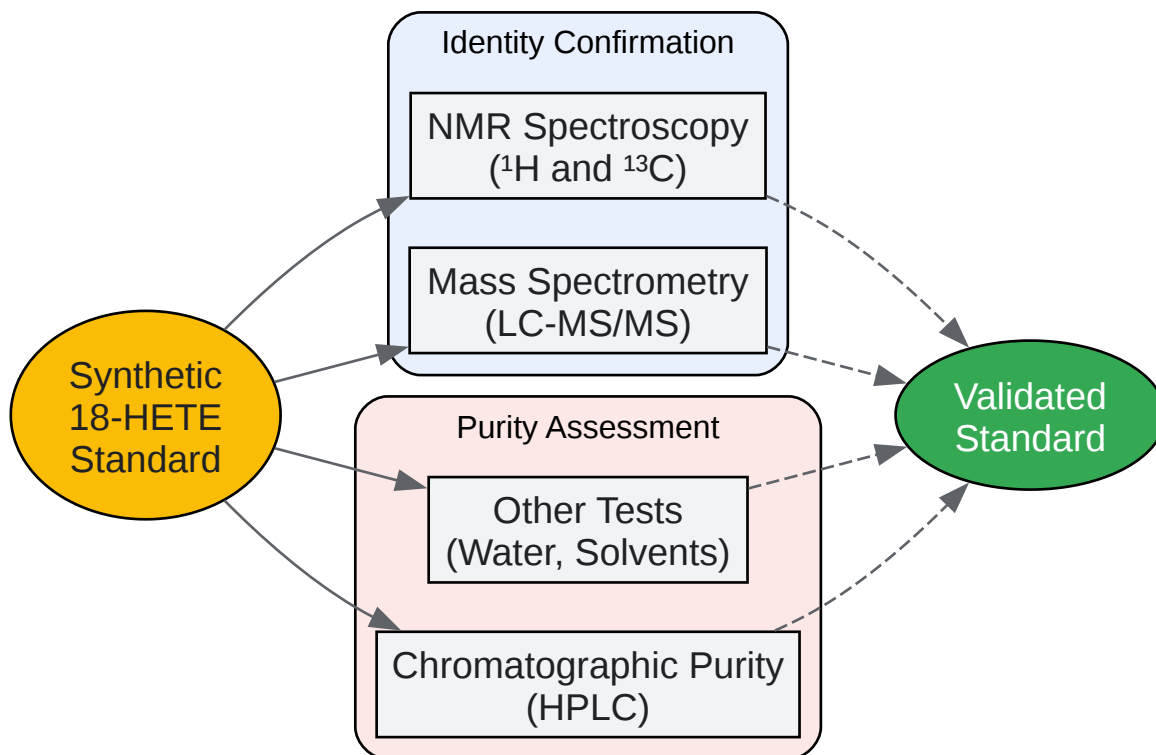 Identity Confirmation
NMR Spectroscopy
(¹H and ¹³C)
Mass Spectrometry
(LC-MS/MS)
Synthetic
18-HETE
Standard
Validated
Standard
Purity Assessment
Other Tests
(Water, Solvents)
Chromatographic Purity
(HPLC)